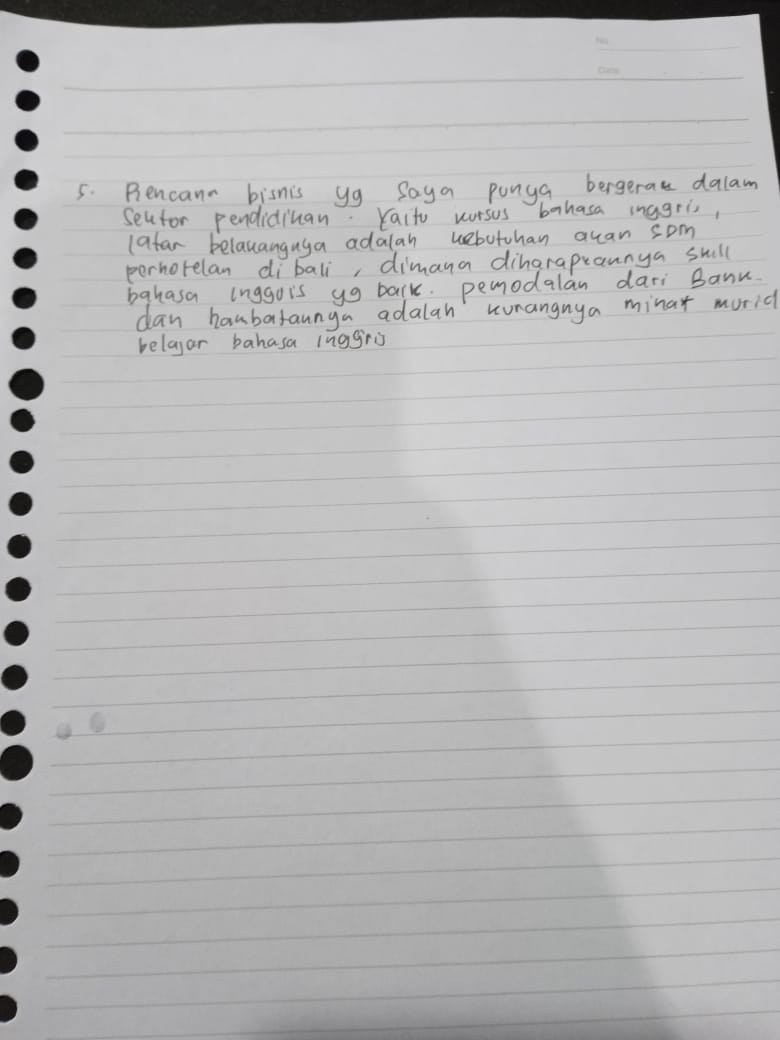 No
Date
5. Rencana bisnis yg saya punya bergerak dalam
Sektor pendidikan. Yaitu kursus bahasa inggris,
latar belakangnya adalah kebutuhan akan SDM
perhotelan di bali, dimana diharapkannya skill
bahasa inggris yg baik. pemodalan dari Bank.
dan hambatannya adalah kurangnya minat murid
belajar bahasa inggris